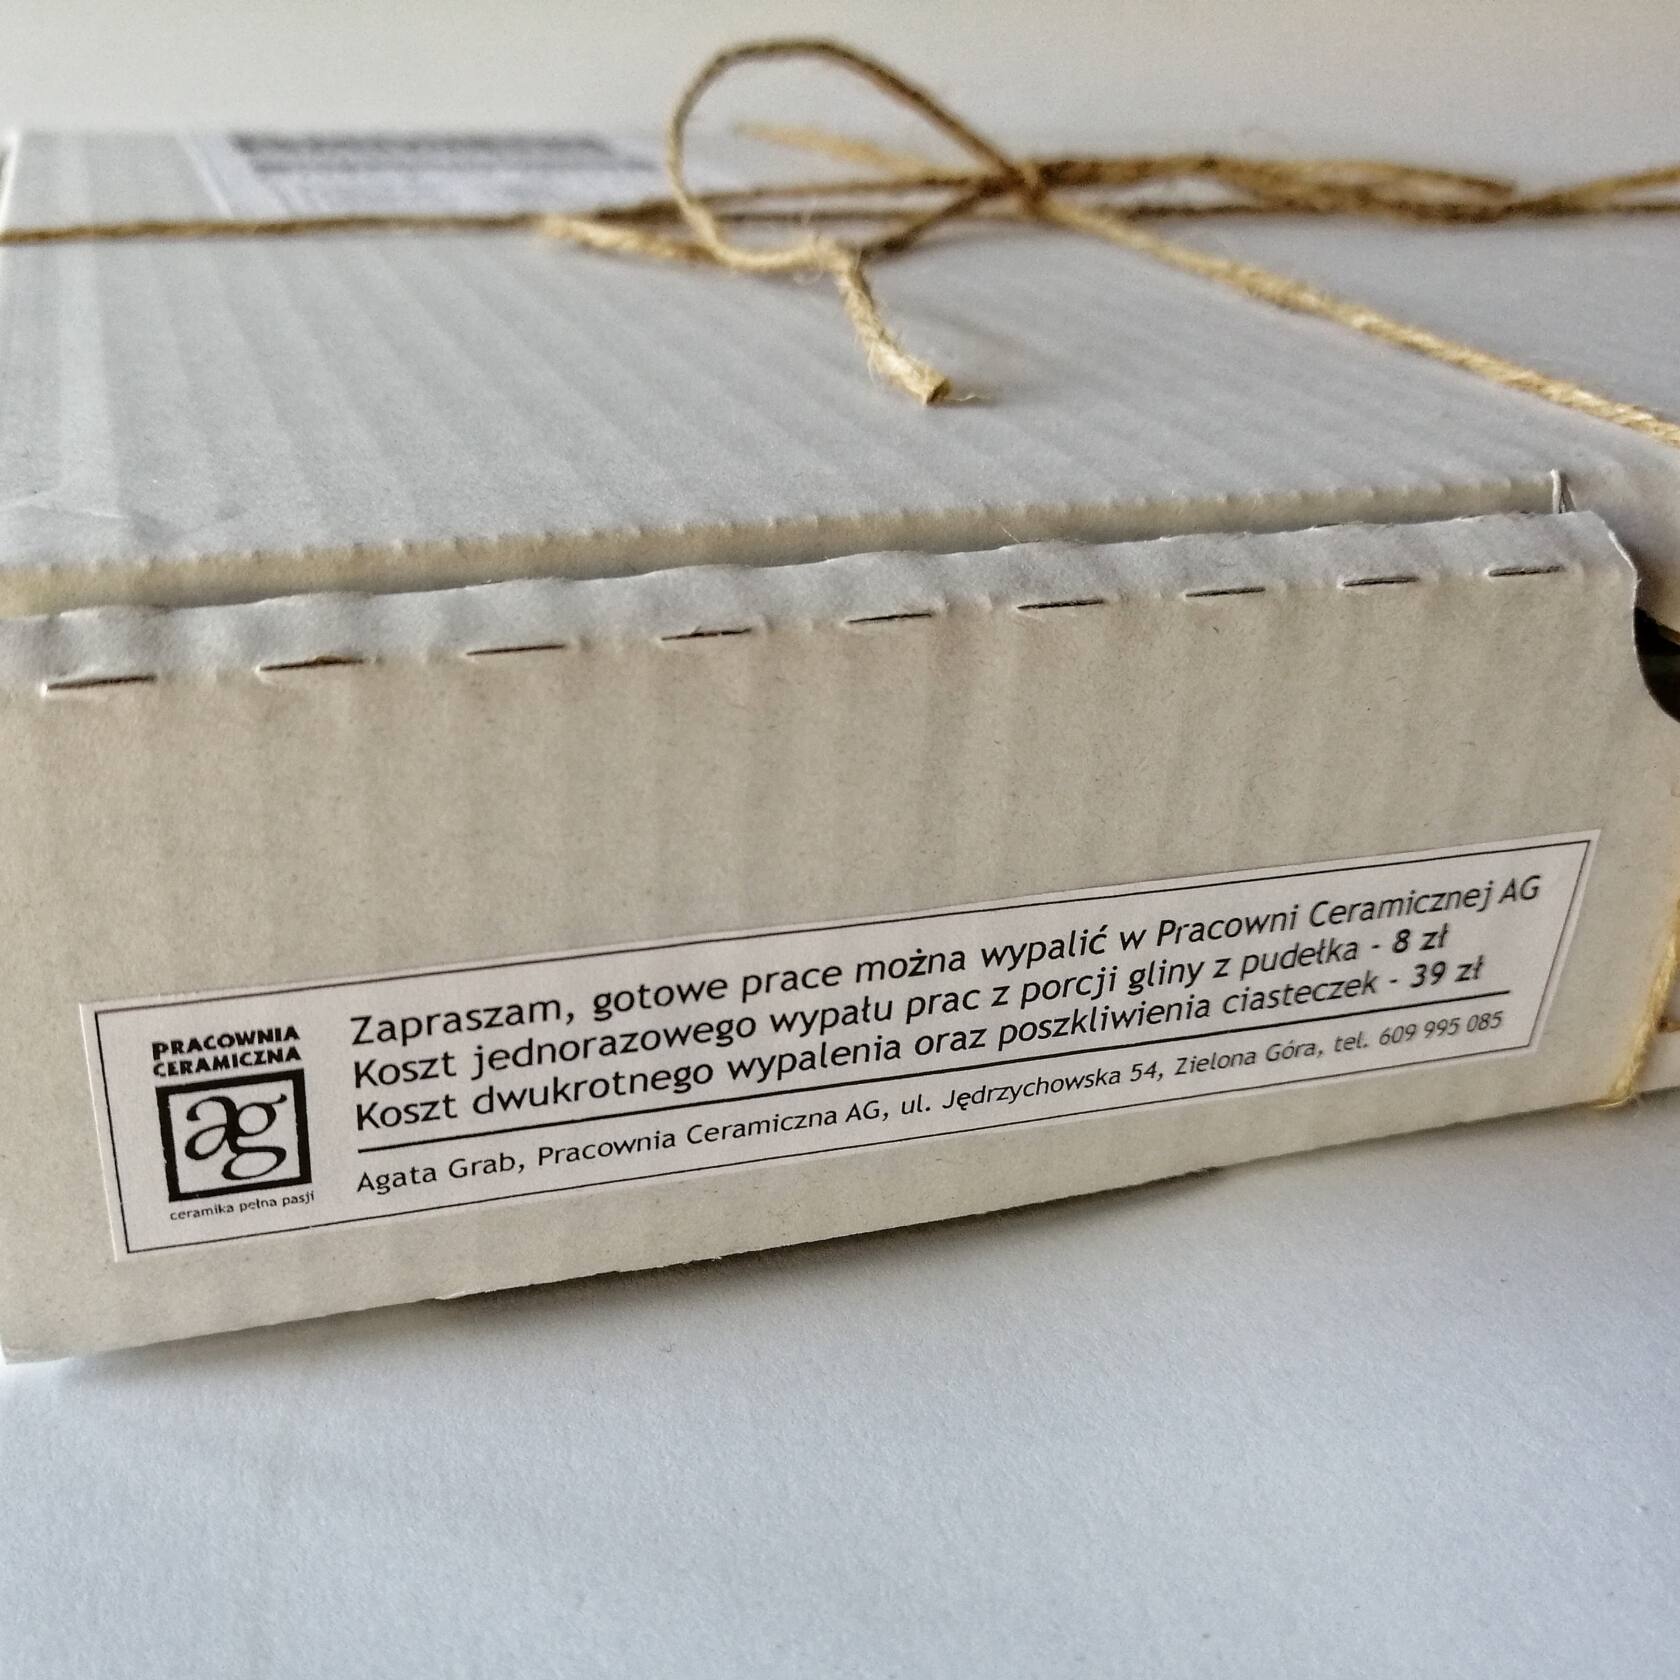 PRACOWNIA
CERAMICZNA
ag
ceramika pełna pasji
Zapraszam, gotowe prace można wypalić w Pracowni Ceramicznej AG
Koszt jednorazowego wypału prac z porcji gliny z pudełka - 8 zł
Koszt dwukrotnego wypalenia oraz poszkliwienia ciasteczek - 39 zł
Agata Grab, Pracownia Ceramiczna AG, ul. Jędrzychowska 54, Zielona Góra, tel. 609 995 085